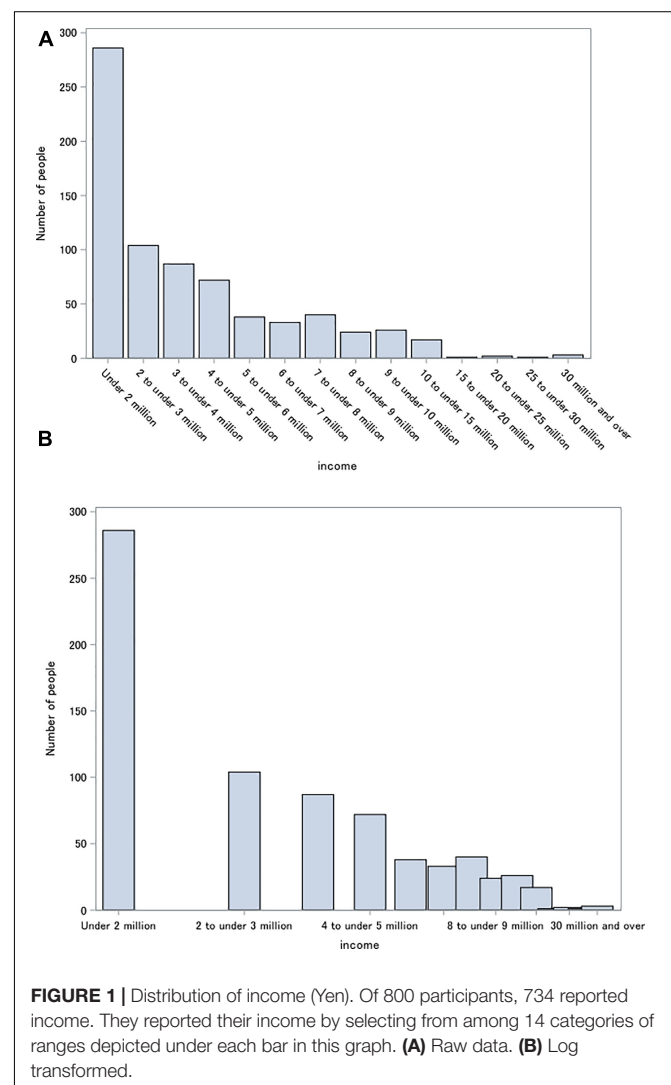 A
300
250
200
150
100
50
0
Number of people
Under 2 million
2 to under 3 million
3 to under 4 million
4 to under 5 million
5 to under 6 million
6 to under 7 million
7 to under 8 million
8 to under 9 million
9 to under 10 million
10 to under 15 million
15 to under 20 million
20 to under 25 million
25 to under 30 million
30 million and over
income
B
300
250
200
150
100
50
0
Number of people
Under 2 million
2 to under 3 million
4 to under 5 million
8 to under 9 million
30 million and over
income
FIGURE 1 | Distribution of income (Yen). Of 800 participants, 734 reported
income. They reported their income by selecting from among 14 categories of
ranges depicted under each bar in this graph. (A) Raw data. (B) Log
transformed.